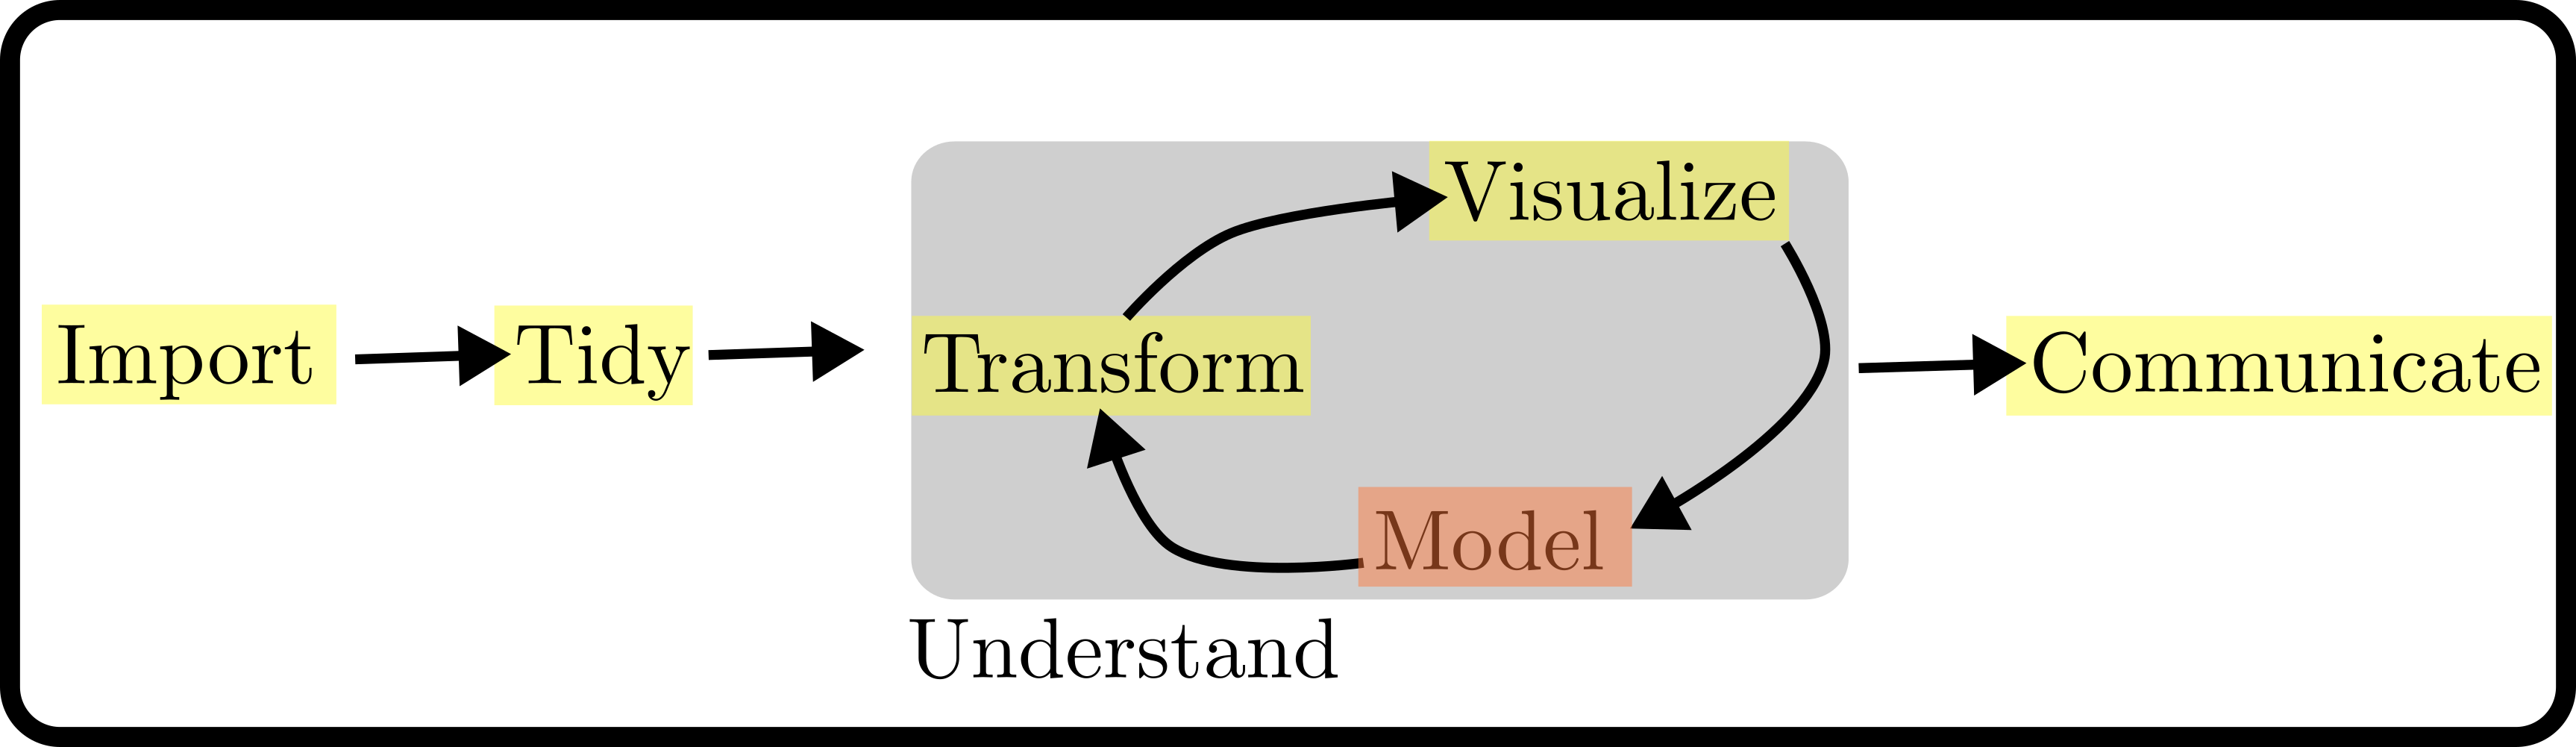 Import
Tidy
Transform
Visualize
Model
Understand
Communicate